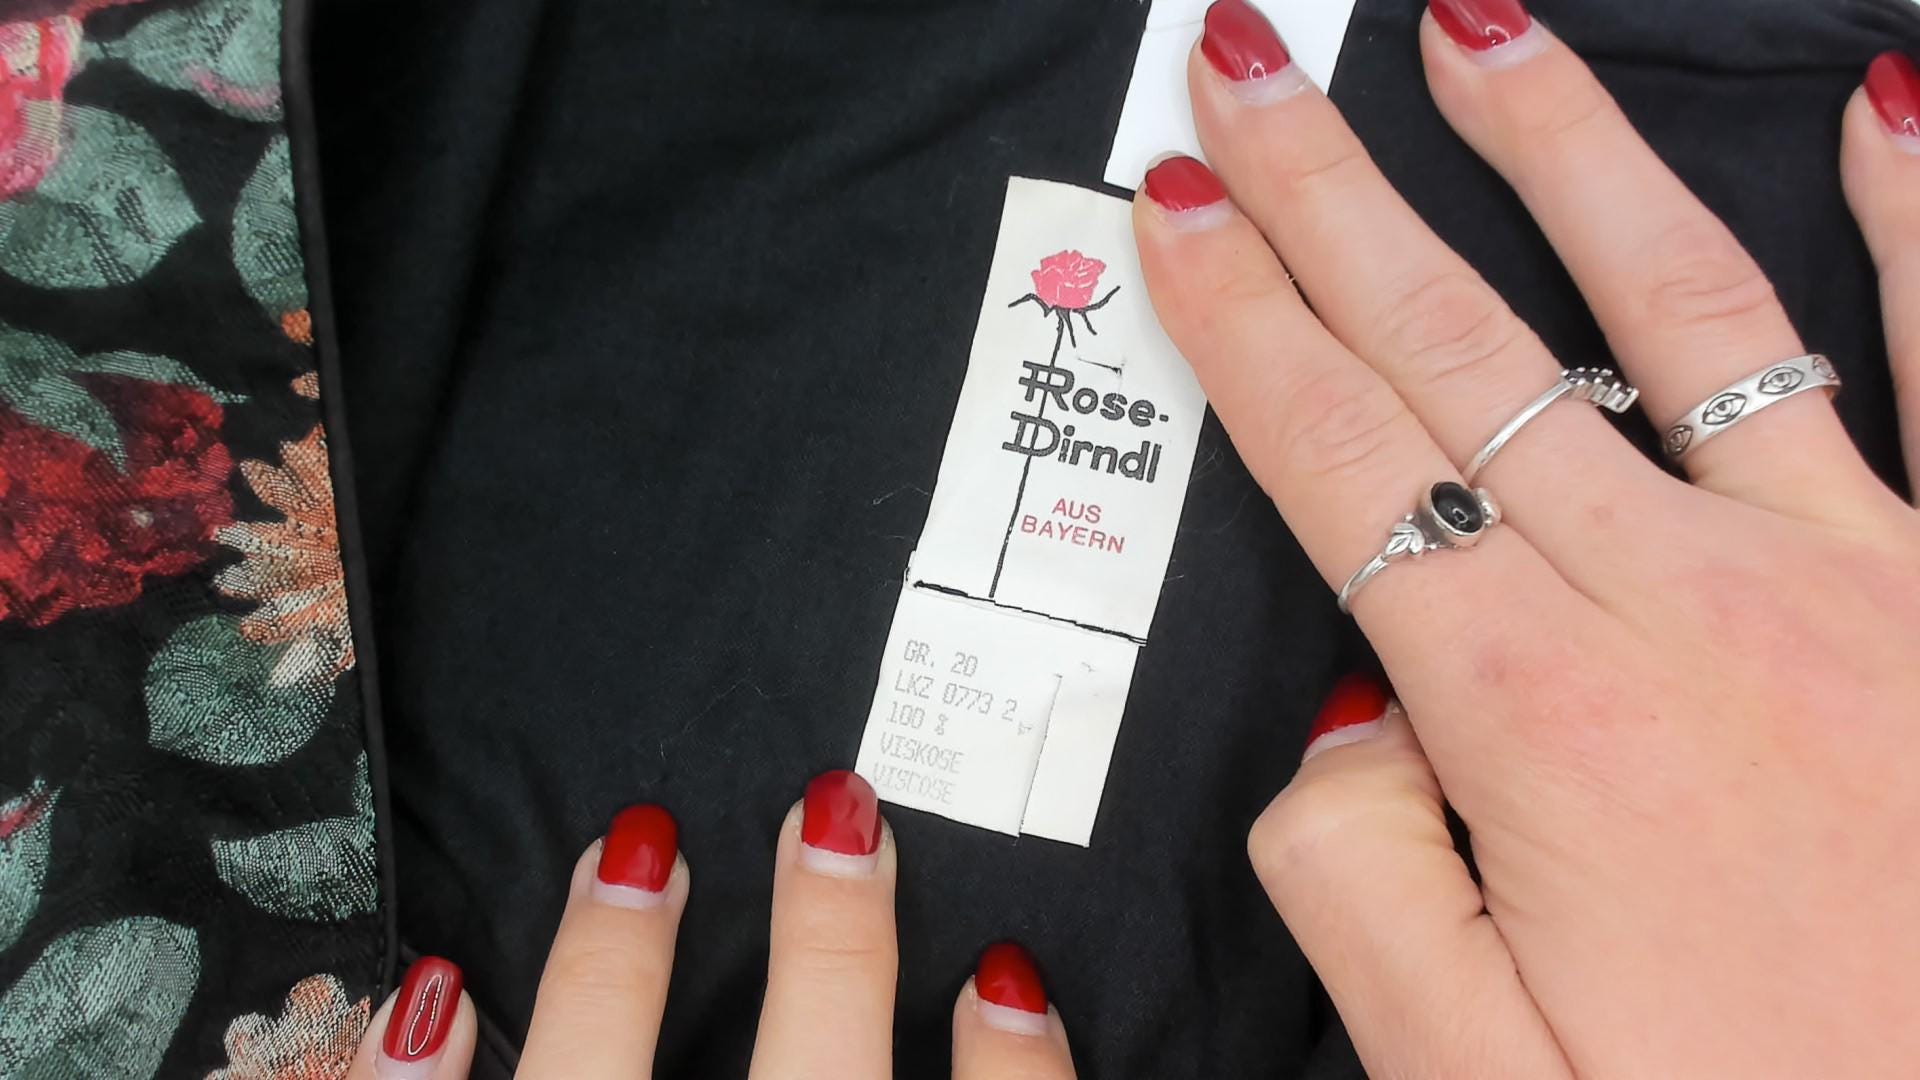 Rose-
Dirndl
AUS
BAYERN
GR. 20
LKZ 0773 2
100 %
VISKOSE
VISCOSE